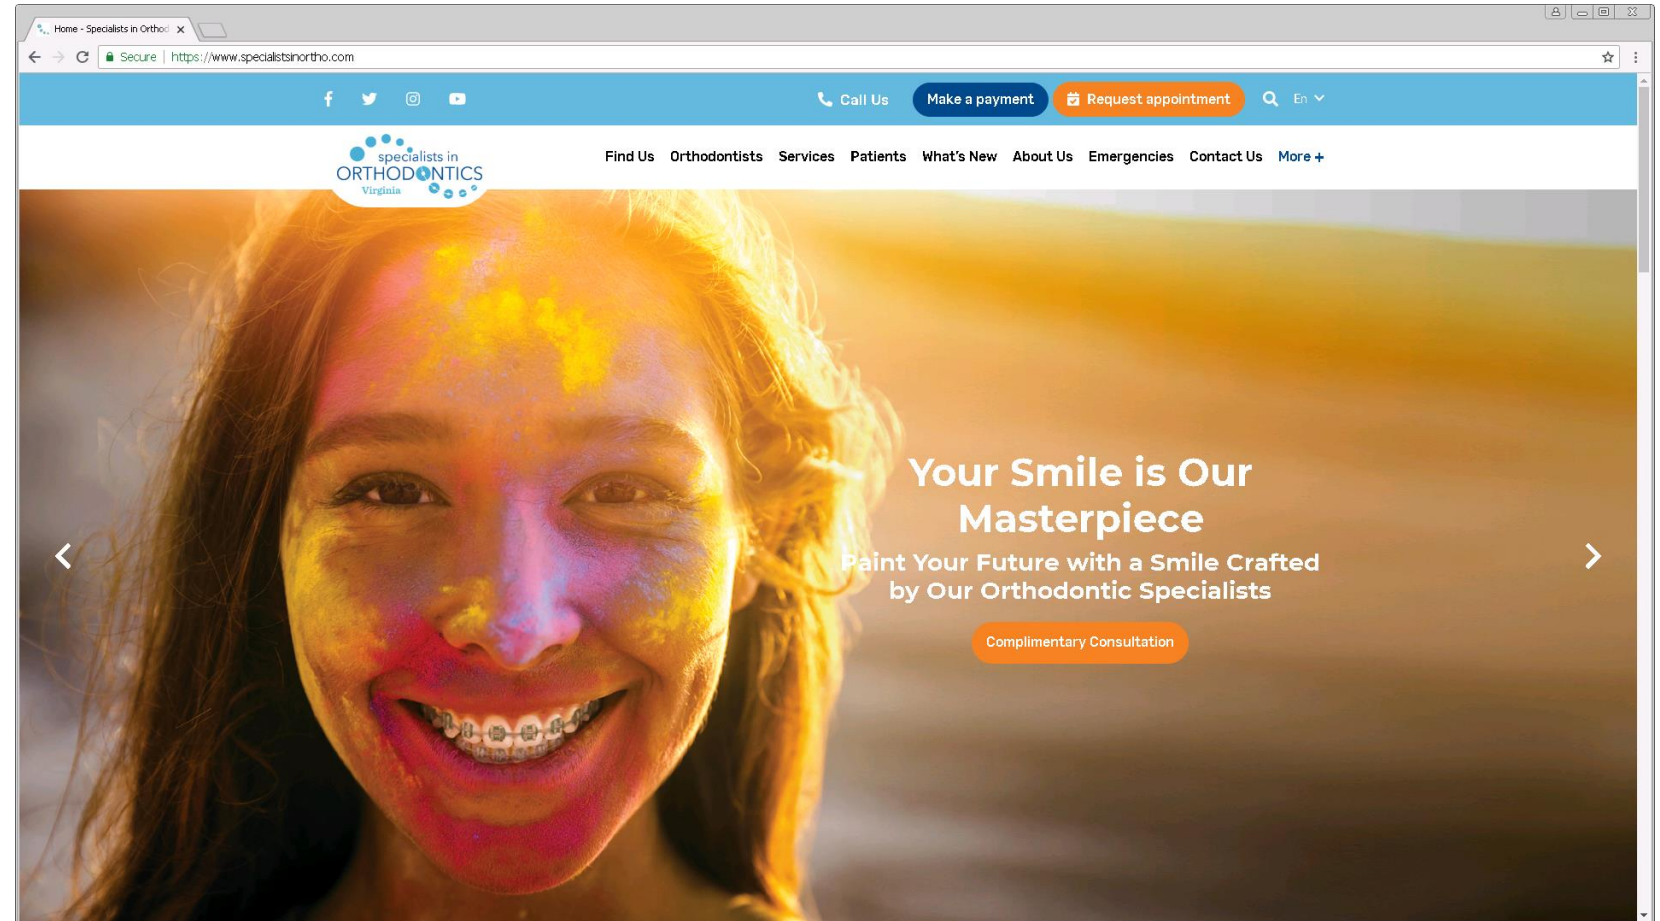 Home - Specialists in Orthod
Secure | https://www.specialistsinortho.com
Call Us
Make a payment
Request appointment
En
specialists in
ORTHODONTICS
Virginia
Find Us Orthodontists Services Patients What's New About Us Emergencies Contact Us More +
Your Smile is Our
Masterpiece
Paint Your Future with a Smile Crafted
by Our Orthodontic Specialists
Complimentary Consultation